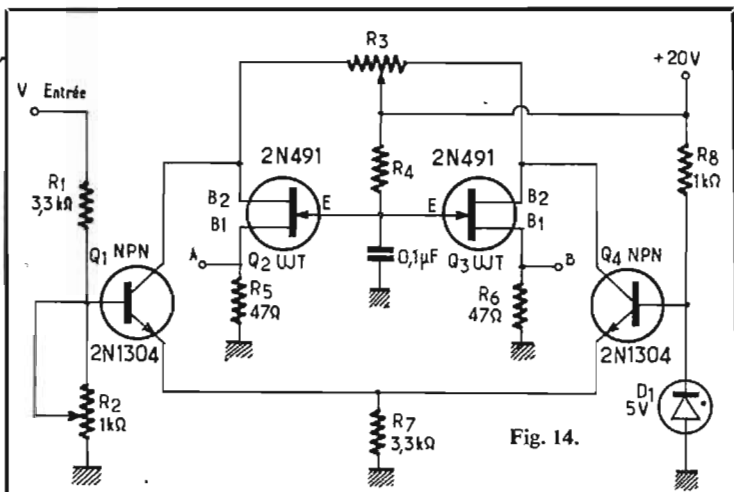 R3
+20V
V Entrée
R1
3,3kΩ
2N491
R4
2N491
R8
1kΩ
B2
B1
E
E
B2
B1
Q1 NPN
A
Q2 UJT
0,1µF
Q3 UJT
B
Q4 NPN
R5
47Ω
R6
47Ω
2N1304
2N1304
R2
1kΩ
R7
3,3kΩ
D1
5V
Fig. 14.